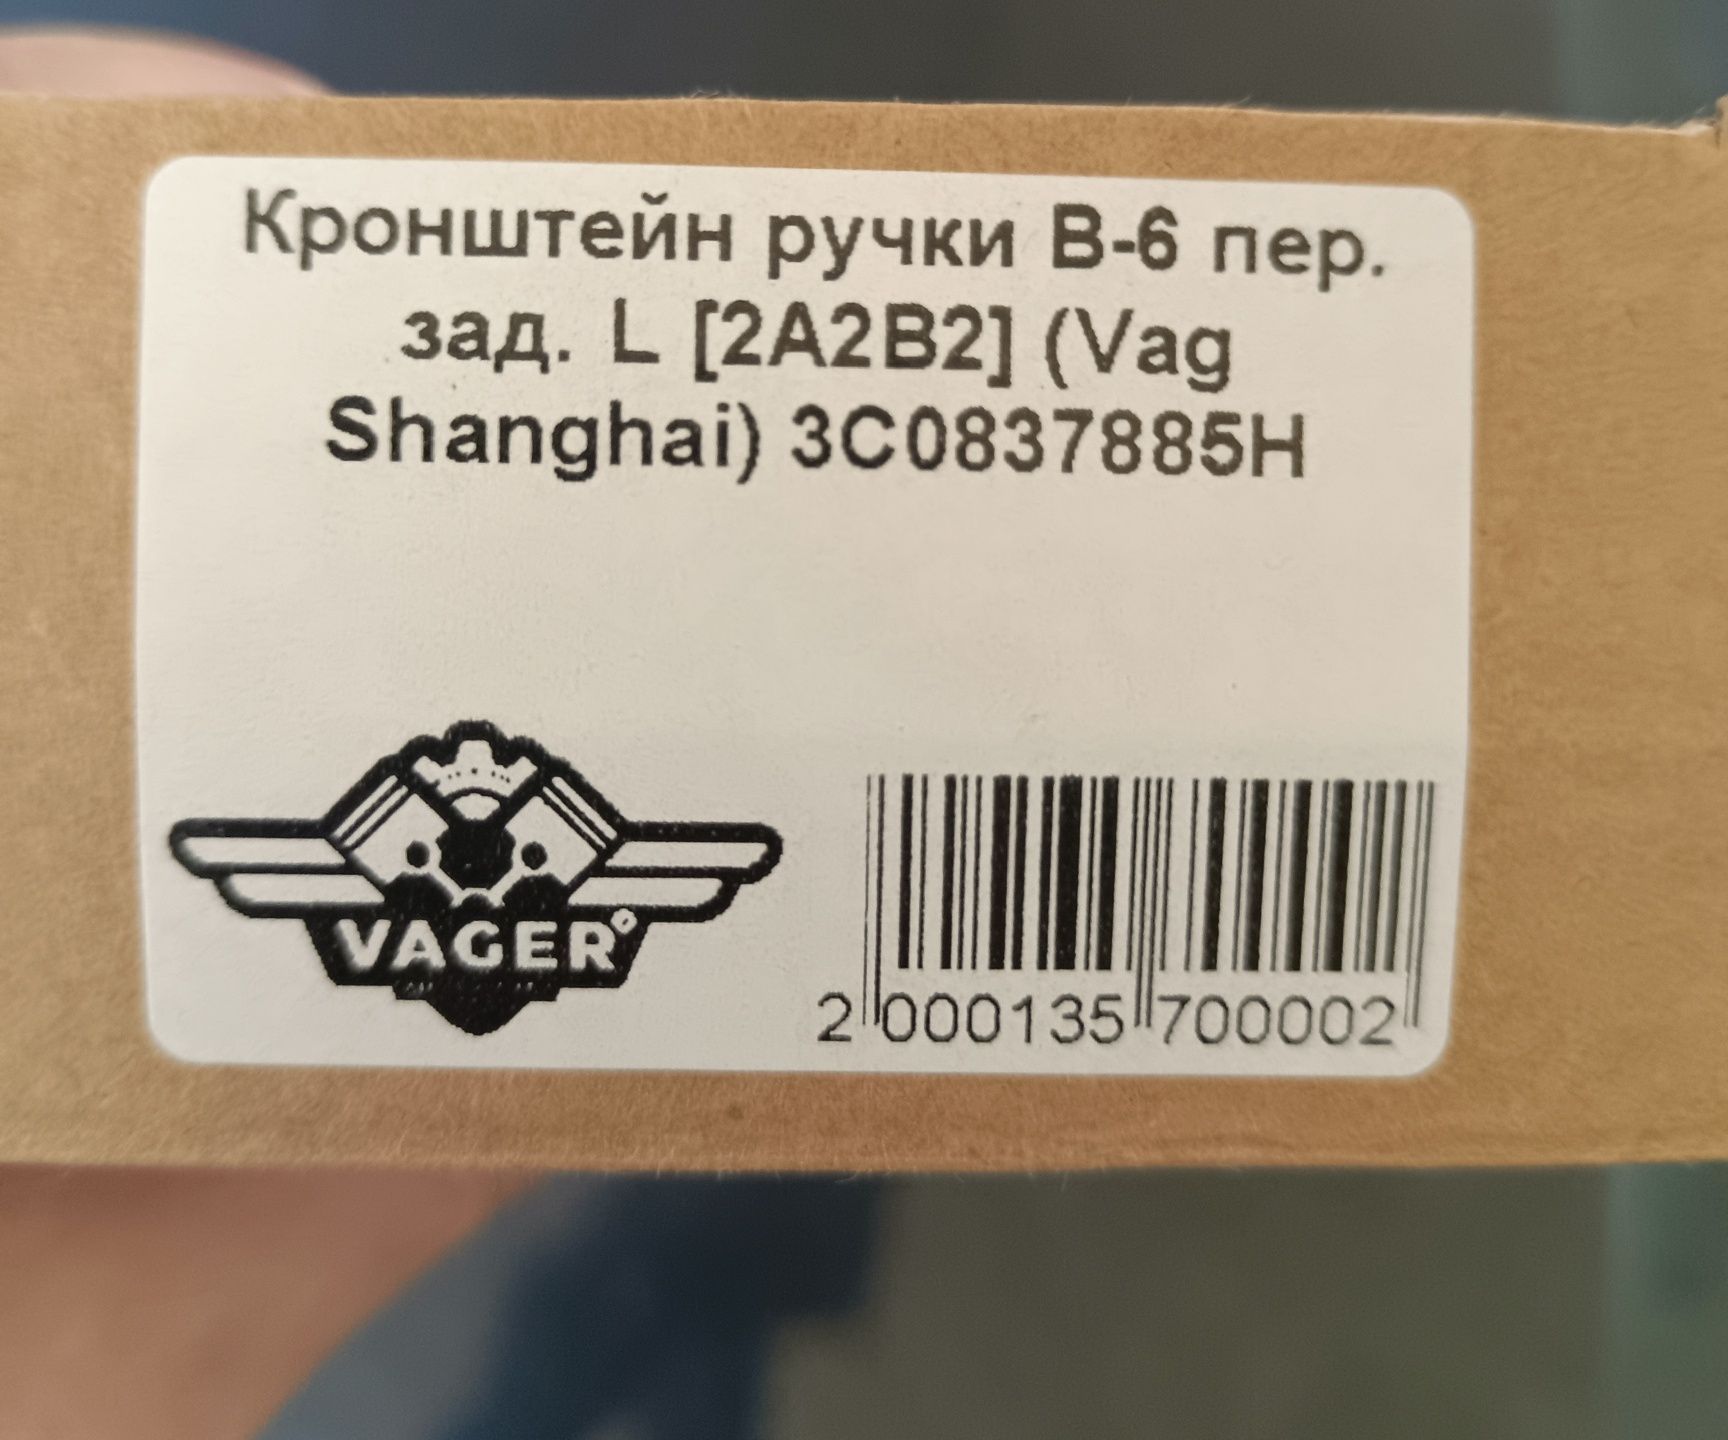 Кронштейн ручки В-6 пер.
зад. L [2A2B2] (Vag
Shanghai) 3C0837885H
VAGER
2 000135 700002